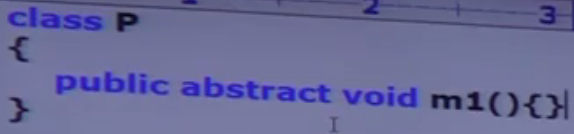 2 3
class P
{
public abstract void m1(){}
}